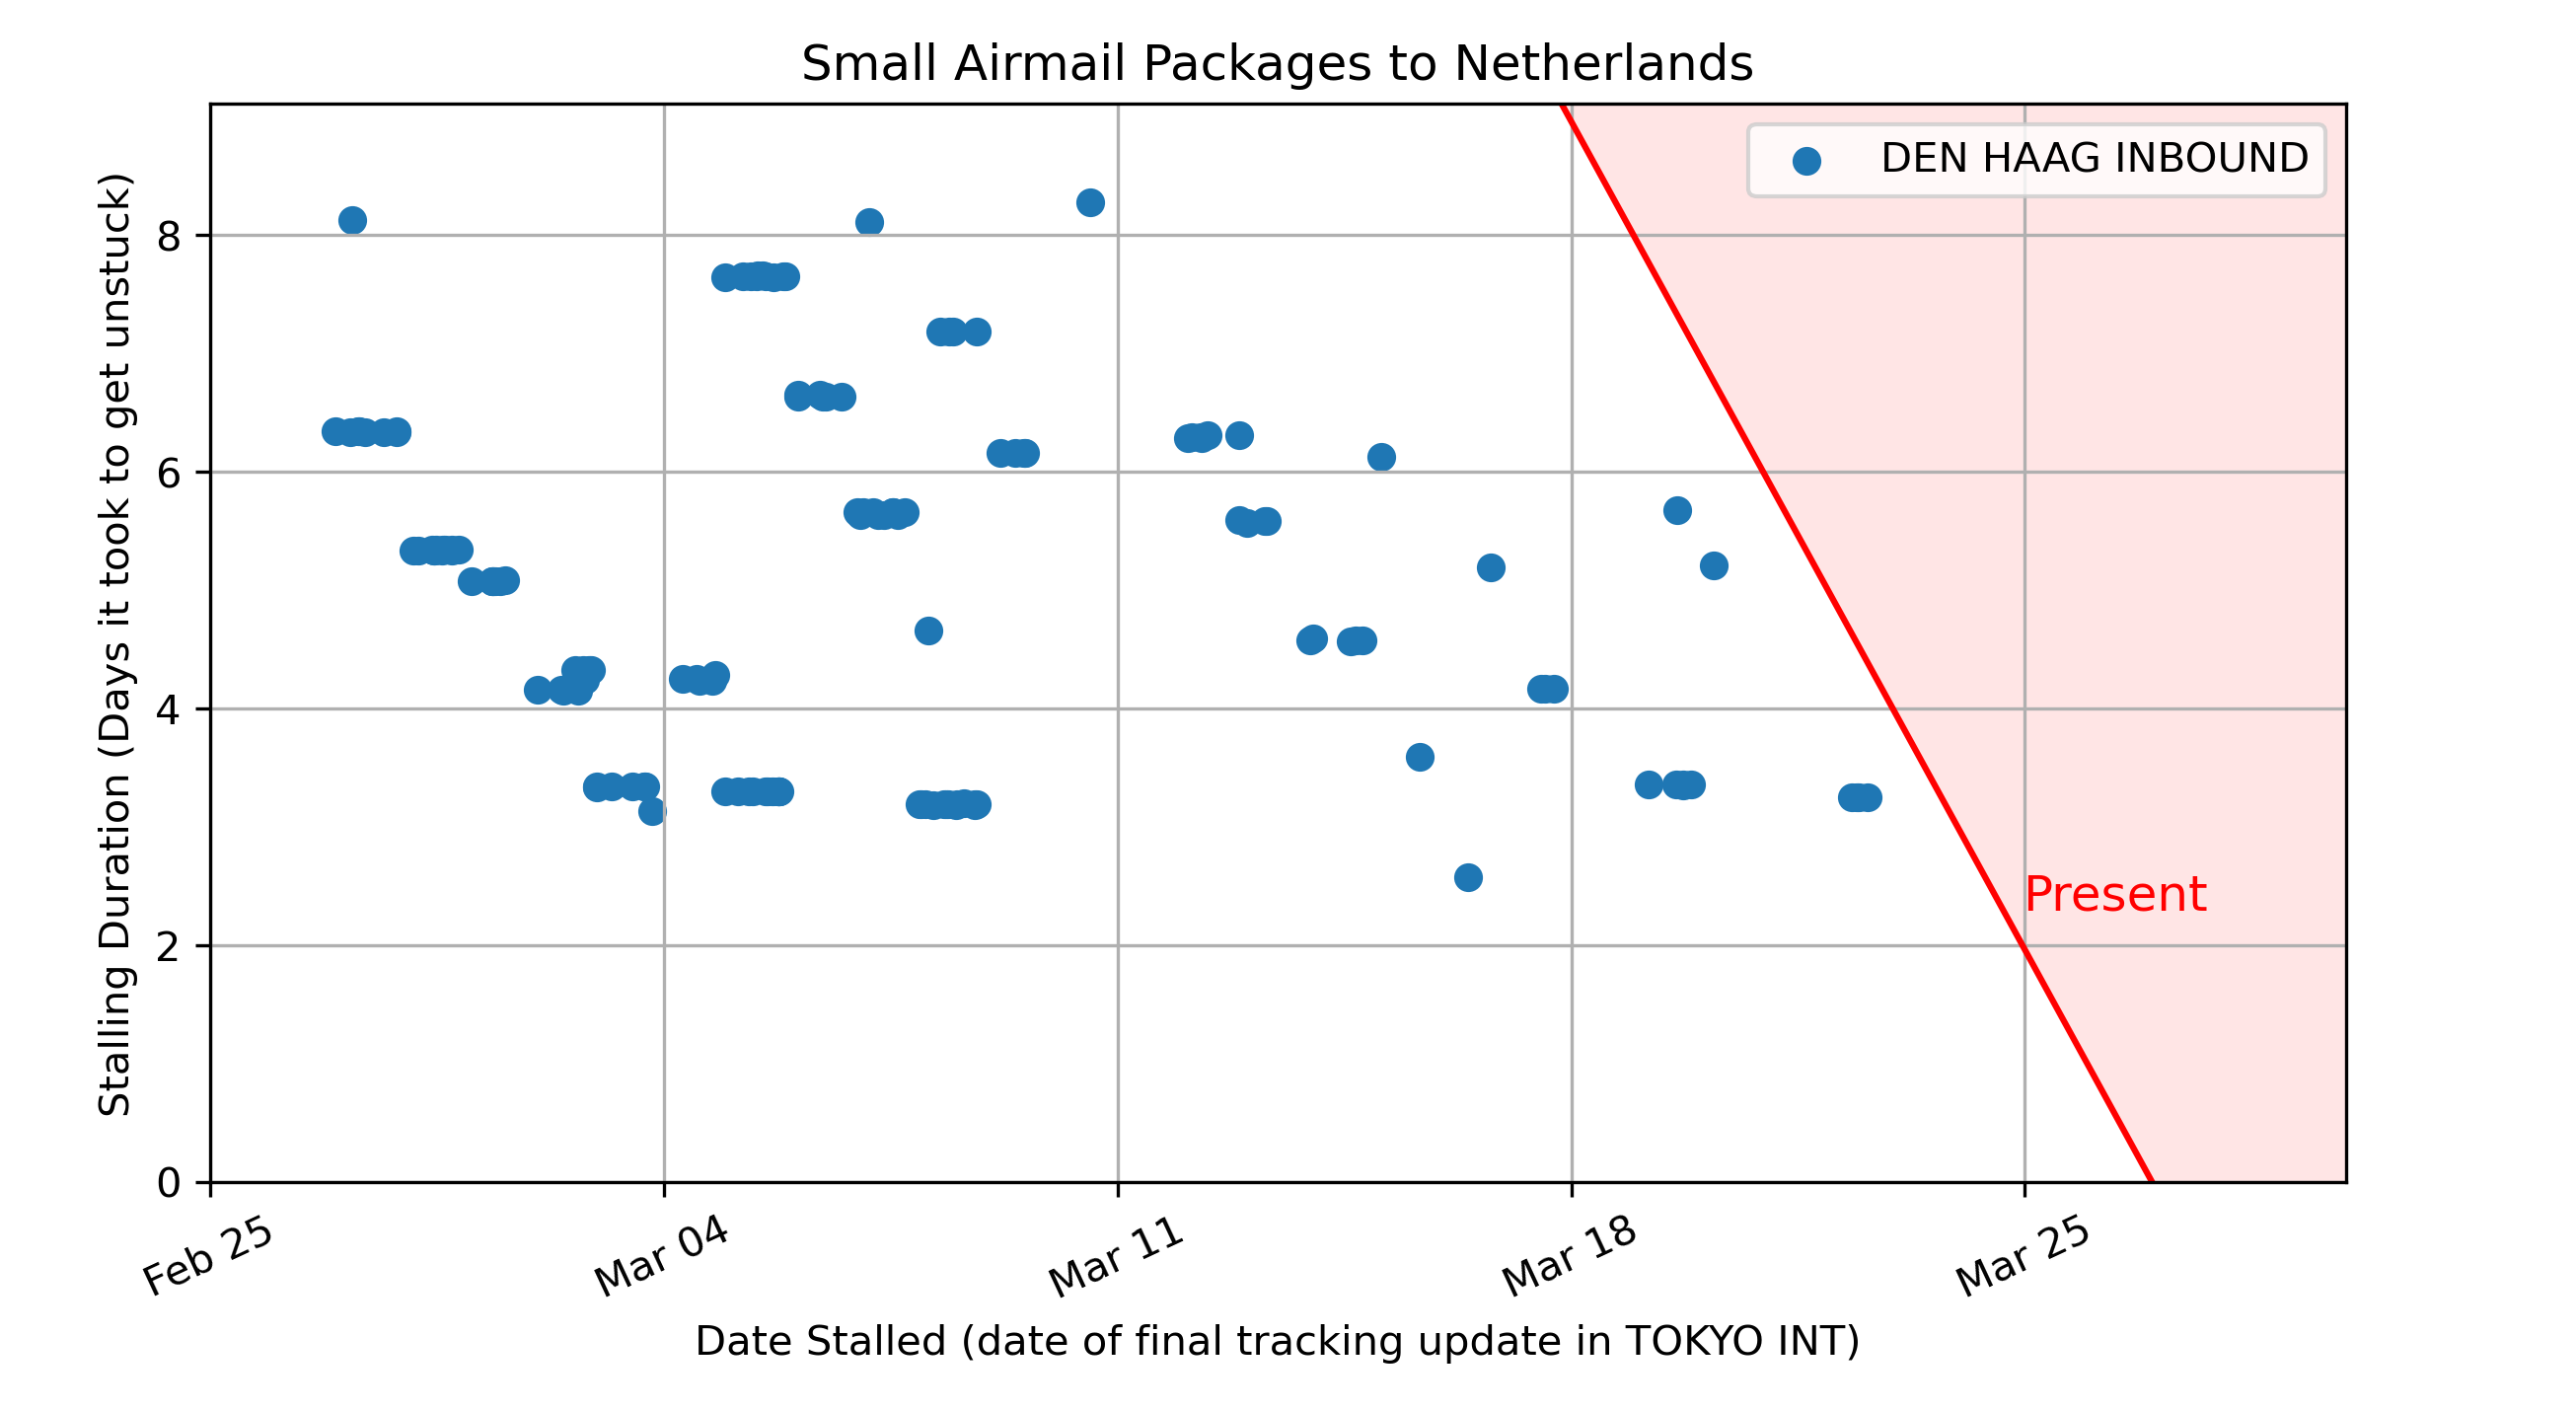 Small Airmail Packages to Netherlands
DEN HAAG INBOUND
Stalling Duration (Days it took to get unstuck)
8
6
4
2
0
Present
Feb 25
Mar 04
Mar 11
Mar 18
Mar 25
Date Stalled (date of final tracking update in TOKYO INT)